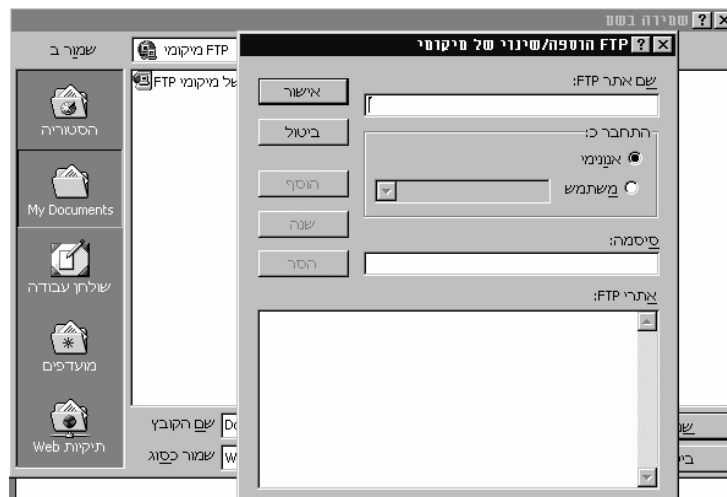 שמירה בשם
שמור ב
FTP מיקומי
הסטוריה
My Documents
שולחן עבודה
מועדפים
תיקיות Web
של מיקומי FTP
שם הקובץ
שמור כסוג
W
הוספה/שינוי של מיקומי FTP
שם אתר FTP:
התחבר כ:
אנונימי
משתמש
סיסמה:
אתרי FTP:
אישור
ביטול
הוסף
שנה
הסר